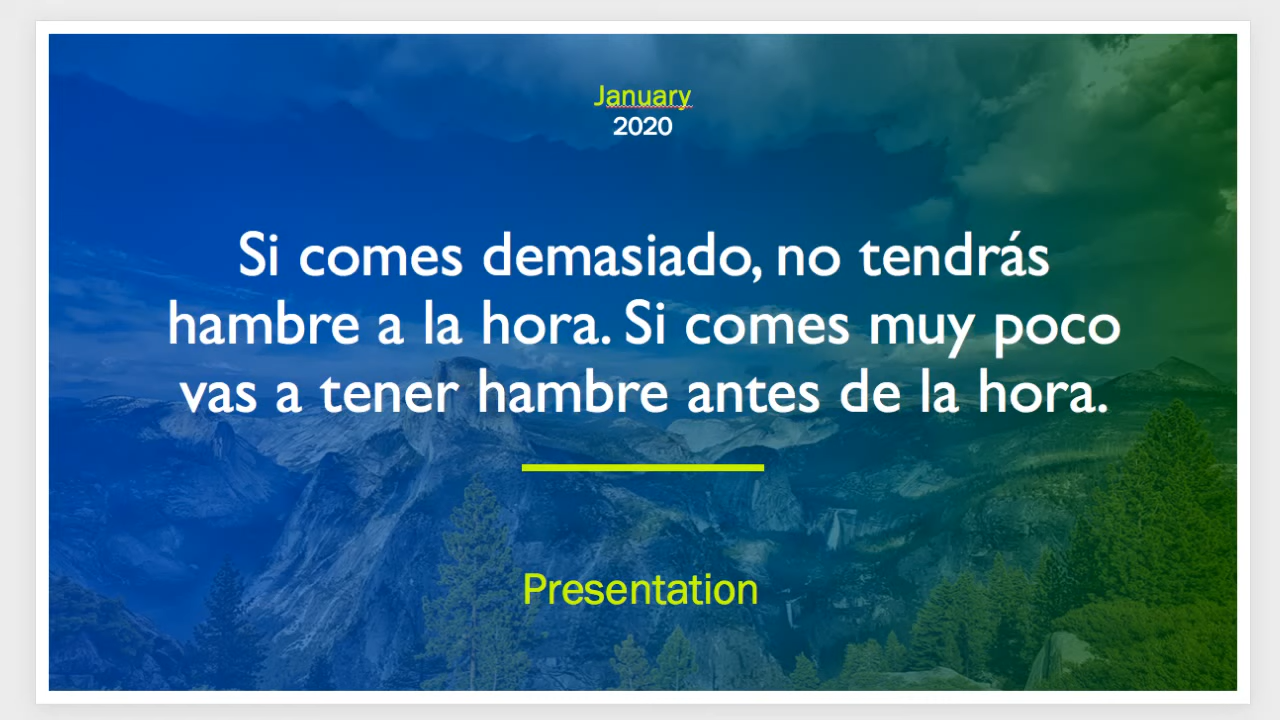 January
2020
Si comes demasiado, no tendrás
hambre a la hora. Si comes muy poco
vas a tener hambre antes de la hora.
Presentation